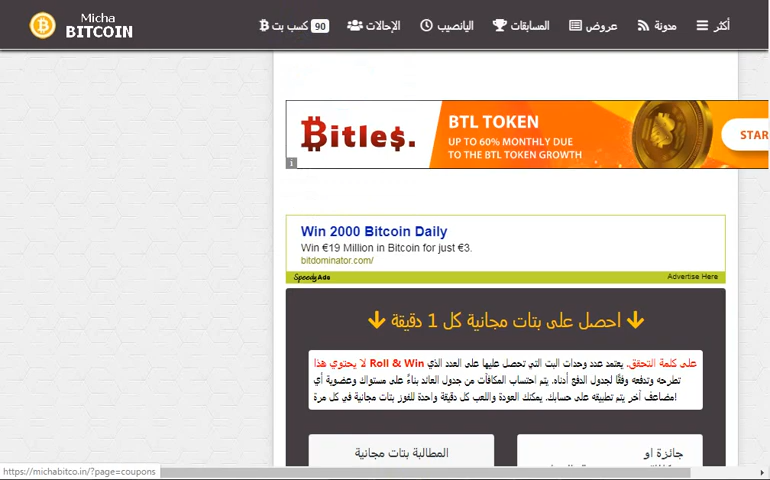 Micha
BITCOIN
أكثر
مدونة
عروض
المسابقات
اليانصيب
الإحالات
كسب بت 90
Bitles.
BTL TOKEN
UP TO 60% MONTHLY DUE
TO THE BTL TOKEN GROWTH
STAR
i
Win 2000 Bitcoin Daily
Win €19 Million in Bitcoin for just €3.
bitdominator.com/
SpeedyAds
Advertise Here
احصل على بتات مجانية كل 1 دقيقة
على كلمة التحقق. يعتمد عدد وحدات البت التي تحصل عليها على العدد الذي Roll & Win لا يحتوي هذا
تطرحه وتدفعه وفقًا لجدول الدفع أدناه. يتم احتساب المكافآت من جدول العائد بناءً على مستواك وعضوية أي
مضاعف آخر يتم تطبيقه على حسابك. يمكنك العودة واللعب كل دقيقة واحدة للفوز بتات مجانية في كل مرة!
المطالبة بتات مجانية
جائزة او
https://michabitco.in/?page=coupons